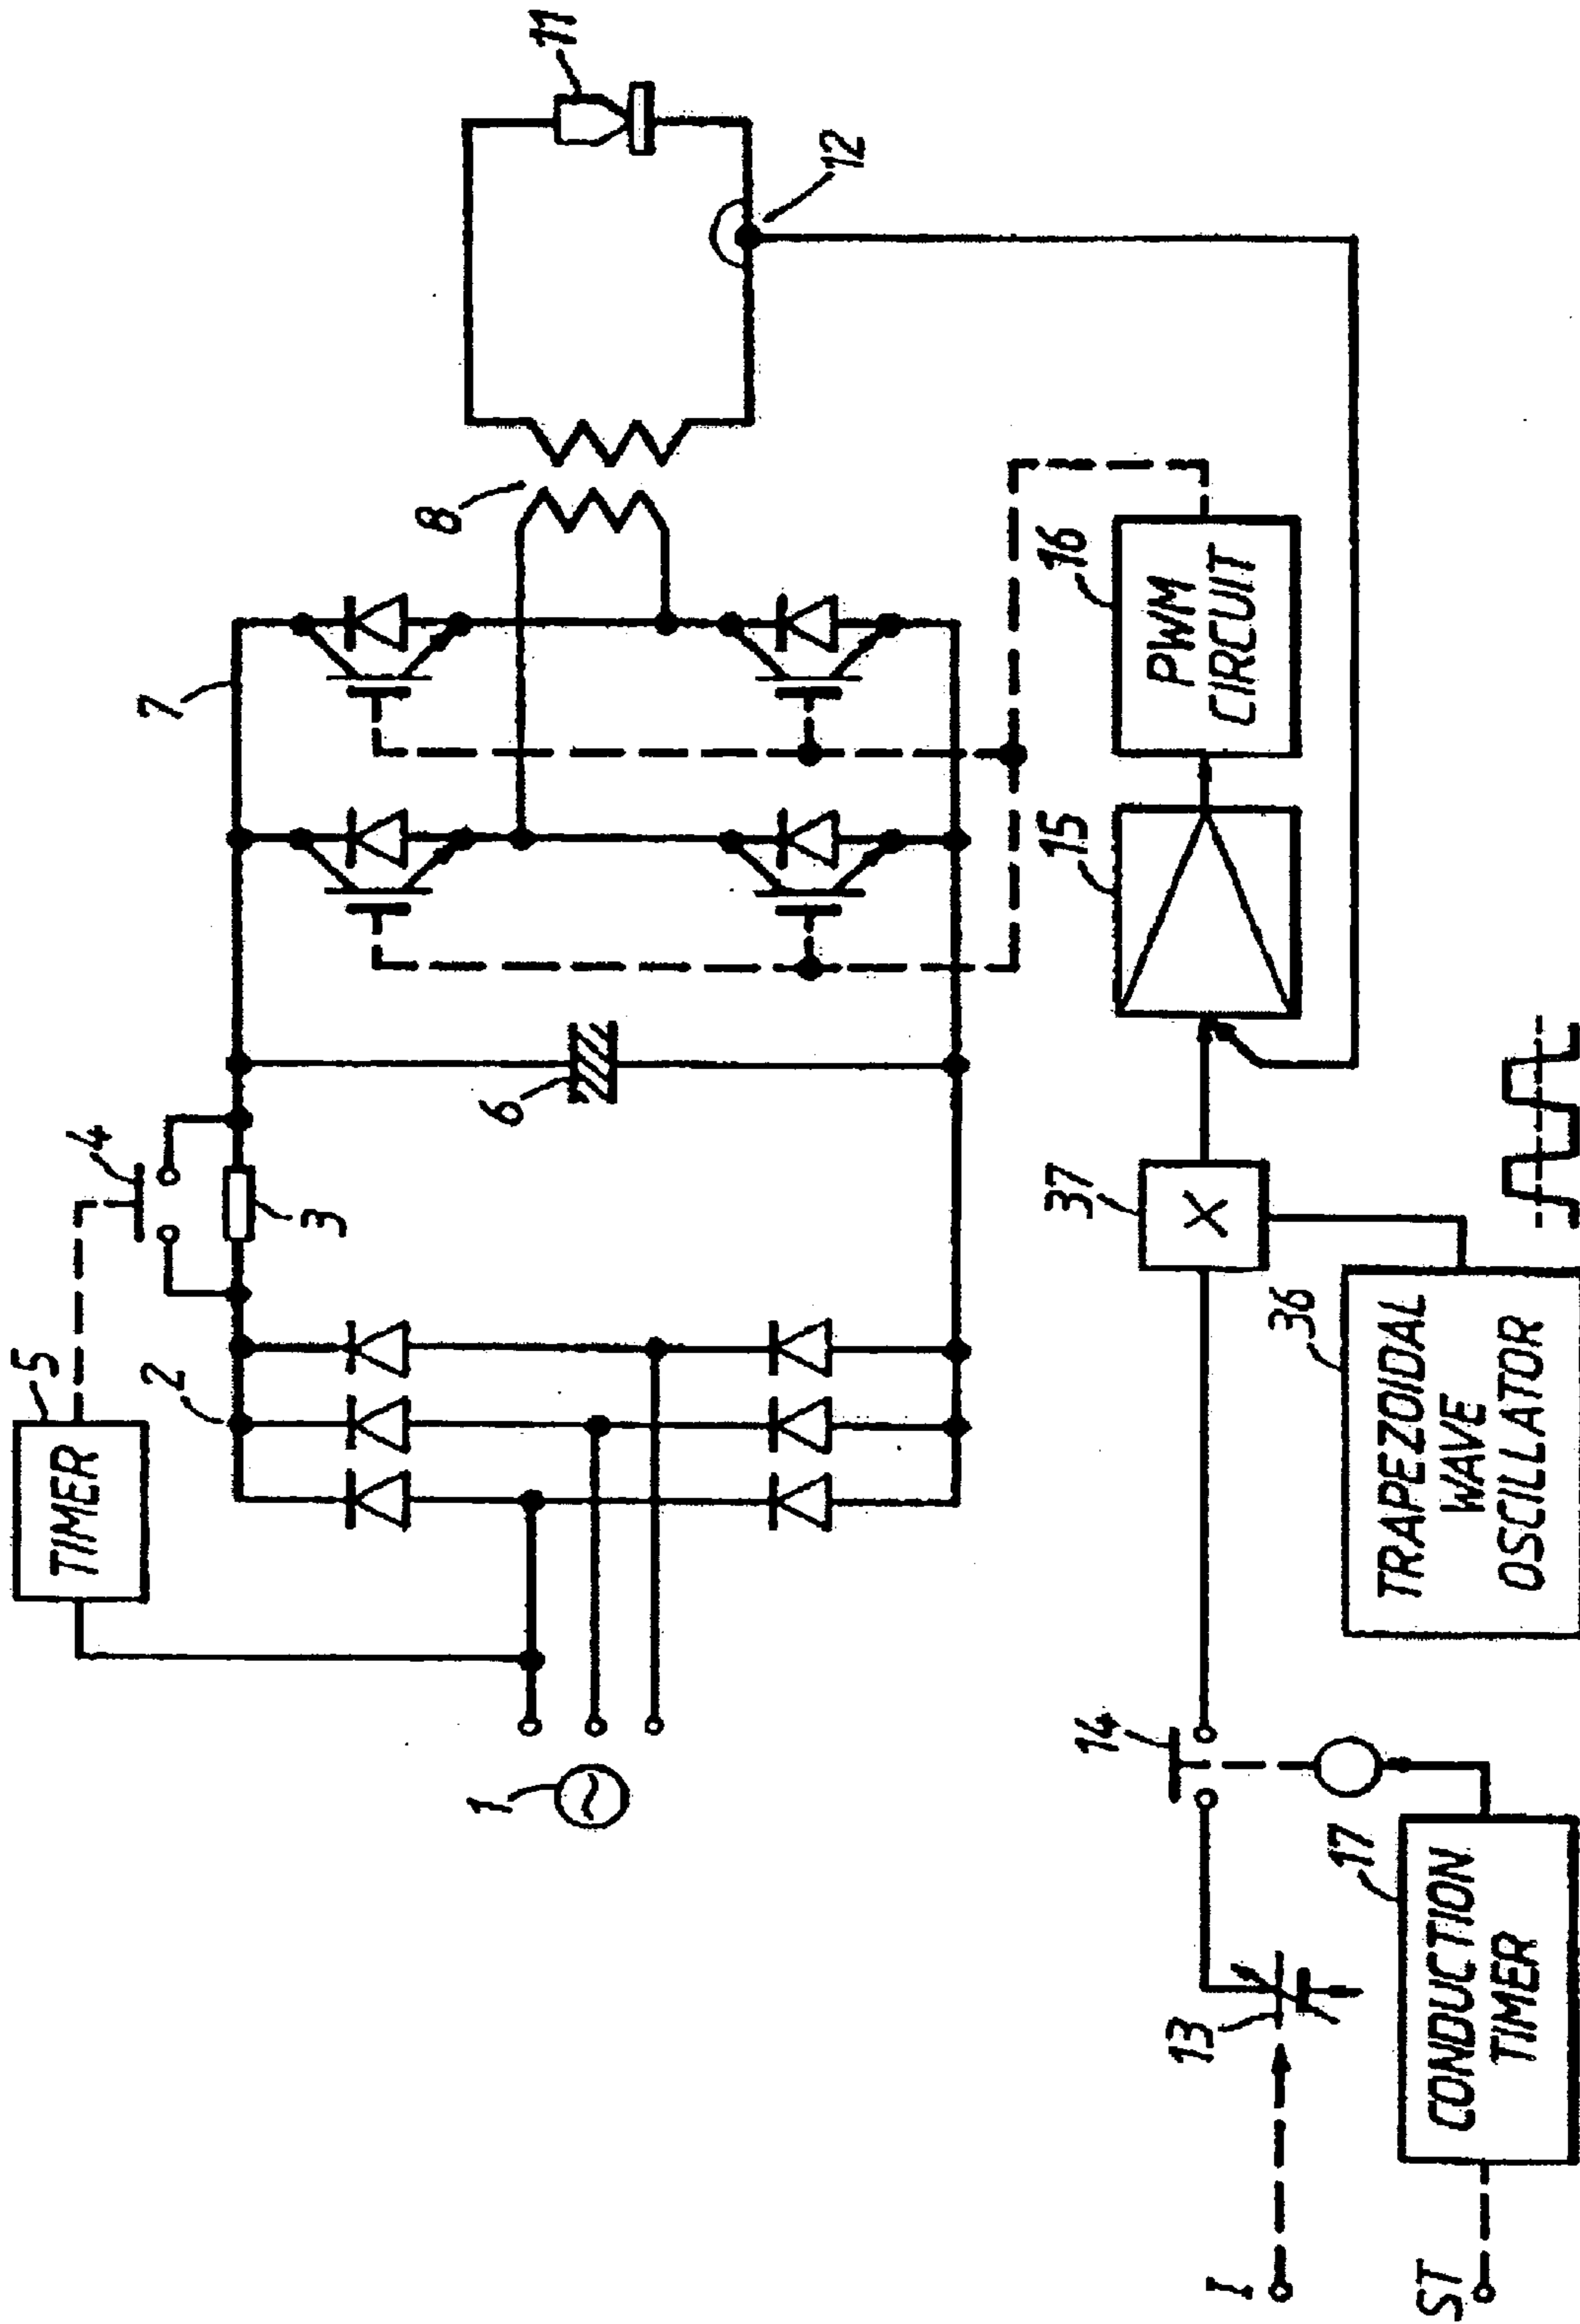 TIMER
5
4
2
3
1
6
7
8
11
12
I
13
14
37
15
16
PWM
CIRCUIT
ST
17
CONDUCTION
TIMER
36
TRAPEZOIDAL
WAVE
OSCILLATOR
X